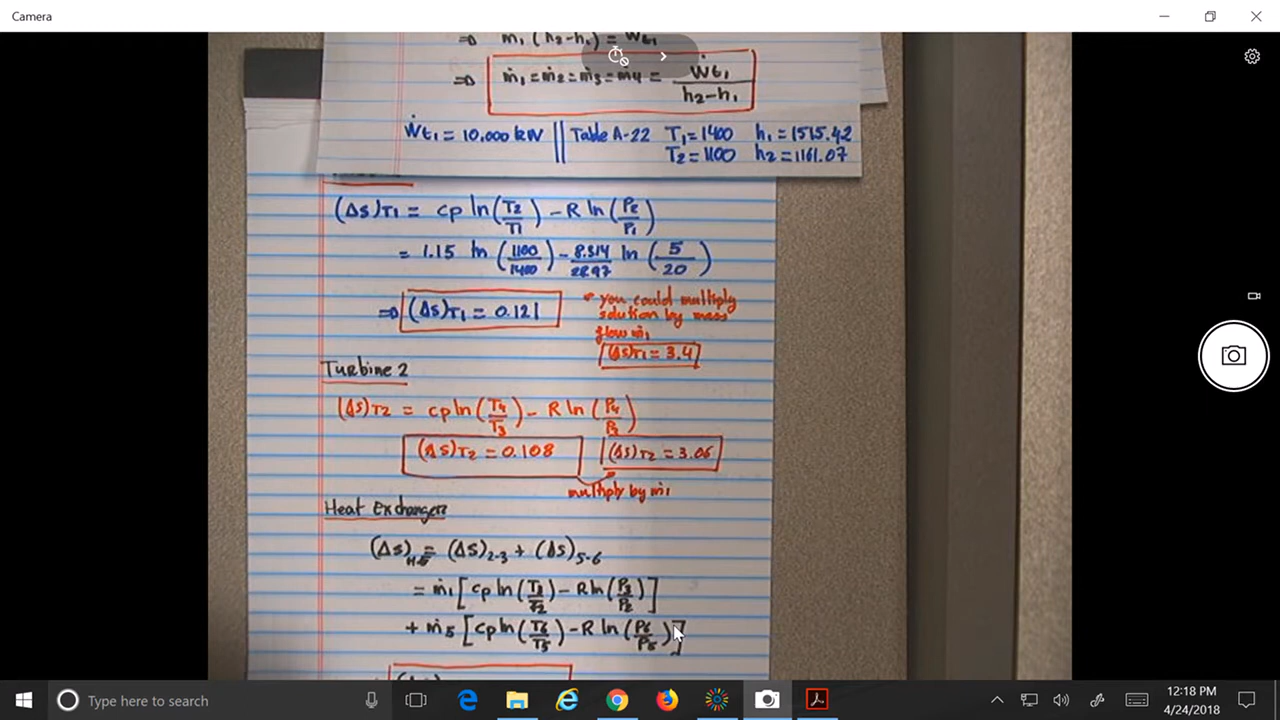 Camera
⇒ ṁ1 (h2-h1) = Ẇt1
⇒ ṁ1 = ṁ2 = ṁ3 = ṁ4 = Ẇt1 / h2-h1
Ẇt1 = 10,000 kW || Table A-22 T1=1400 h1=1515.42
T2=1100 h2=1161.07
(Δs)T1 = cp ln(T2/T1) - R ln(P2/P1)
= 1.15 ln(1100/1400) - 8.314/28.97 ln(5/20)
⇒ (Δs)T1 = 0.121
* you could multiply
solution by mass
flow ṁ1
(Δs)T1 = 3.4
Turbine 2
(Δs)T2 = cp ln(T4/T3) - R ln(P4/P3)
(Δs)T2 = 0.108 (Δs)T2 = 3.06
multiply by ṁ1
Heat Exchanger
(Δs) = (Δs)2-3 + (Δs)5-6
= ṁ1 [cp ln(T3/T2) - R ln(P3/P2)]
+ ṁ5 [cp ln(T6/T5) - R ln(P6/P5)]
Type here to search
12:18 PM
4/24/2018